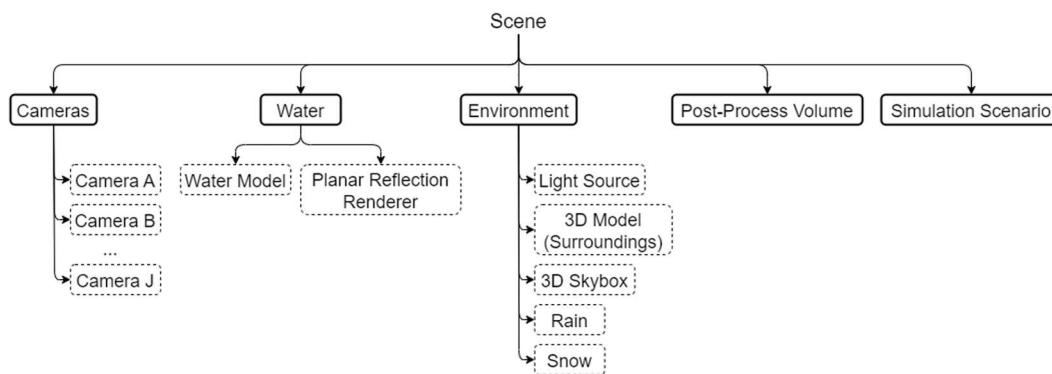 Scene
Cameras
Water
Environment
Post-Process Volume
Simulation Scenario
Camera A
Camera B
...
Camera J
Water Model
Planar Reflection
Renderer
Light Source
3D Model
(Surroundings)
3D Skybox
Rain
Snow